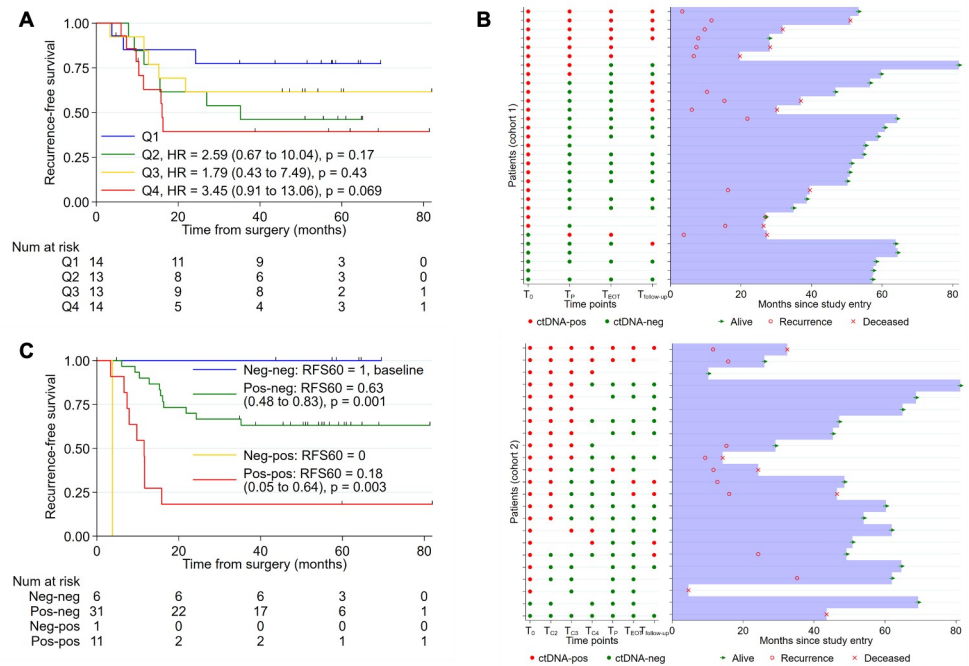 A
Recurrence-free survival
1.00
0.75
0.50
0.25
0.00
Q1
Q2, HR = 2.59 (0.67 to 10.04), p = 0.17
Q3, HR = 1.79 (0.43 to 7.49), p = 0.43
Q4, HR = 3.45 (0.91 to 13.06), p = 0.069
0 20 40 60 80
Time from surgery (months)
Num at risk
Q1 14 11 9 3 0
Q2 13 8 6 3 0
Q3 13 9 8 2 1
Q4 14 5 4 3 1
B
Patients (cohort 1)
T0 TP TEOT Tfollow-up
Time points
0 20 40 60 80
Months since study entry
ctDNA-pos ctDNA-neg
Alive Recurrence Deceased
Patients (cohort 2)
T0 TC2 TC3 TC4 TP TEOT Tfollow-up
Time points
0 20 40 60 80
Months since study entry
ctDNA-pos ctDNA-neg
Alive Recurrence Deceased
C
Recurrence-free survival
1.00
0.75
0.50
0.25
0.00
Neg-neg: RFS60 = 1, baseline
Pos-neg: RFS60 = 0.63
(0.48 to 0.83), p = 0.001
Neg-pos: RFS60 = 0
Pos-pos: RFS60 = 0.18
(0.05 to 0.64), p = 0.003
0 20 40 60 80
Time from surgery (months)
Num at risk
Neg-neg 6 6 6 3 0
Pos-neg 31 22 17 6 1
Neg-pos 1 0 0 0 0
Pos-pos 11 2 2 1 1